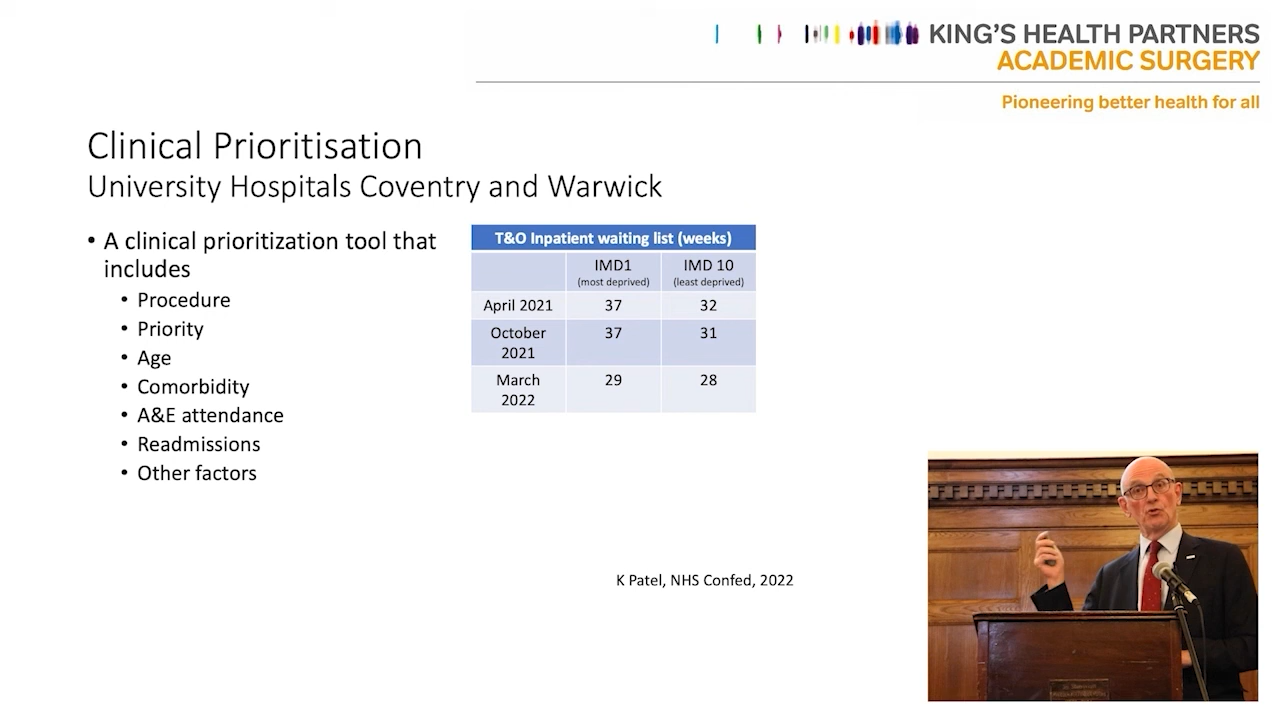 KING'S HEALTH PARTNERS
ACADEMIC SURGERY
Pioneering better health for all
Clinical Prioritisation
University Hospitals Coventry and Warwick
• A clinical prioritization tool that
includes
• Procedure
• Priority
• Age
• Comorbidity
• A&E attendance
• Readmissions
• Other factors
T&O Inpatient waiting list (weeks)
IMD1 IMD 10
(most deprived) (least deprived)
April 2021 37 32
October 37 31
2021
March 29 28
2022
K Patel, NHS Confed, 2022